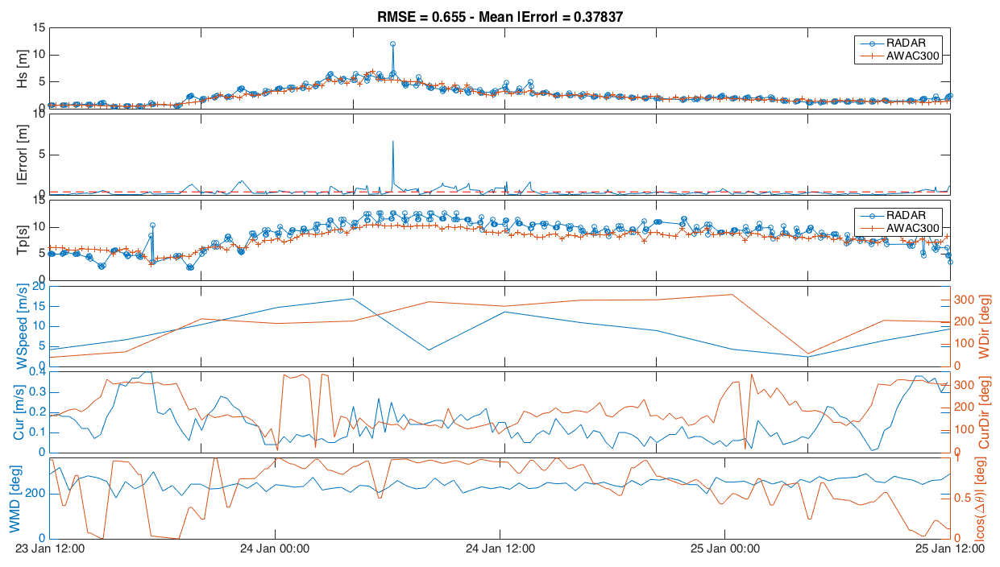 RMSE = 0.655 - Mean |Error| = 0.37837
Hs [m]
15
10
5
RADAR
AWAC300
|Error| [m]
10
5
0
Tp[s]
15
10
5
0
RADAR
AWAC300
WSpeed [m/s]
20
15
10
5
0
300
200
100
0
WDir [deg]
Cur [m/s]
0.4
0.3
0.2
0.1
0
300
200
100
0
CurDir [deg]
WMD [deg]
200
0
1
0.5
0
|cos(Δθ)| [deg]
23 Jan 12:00
24 Jan 00:00
24 Jan 12:00
25 Jan 00:00
25 Jan 12:00